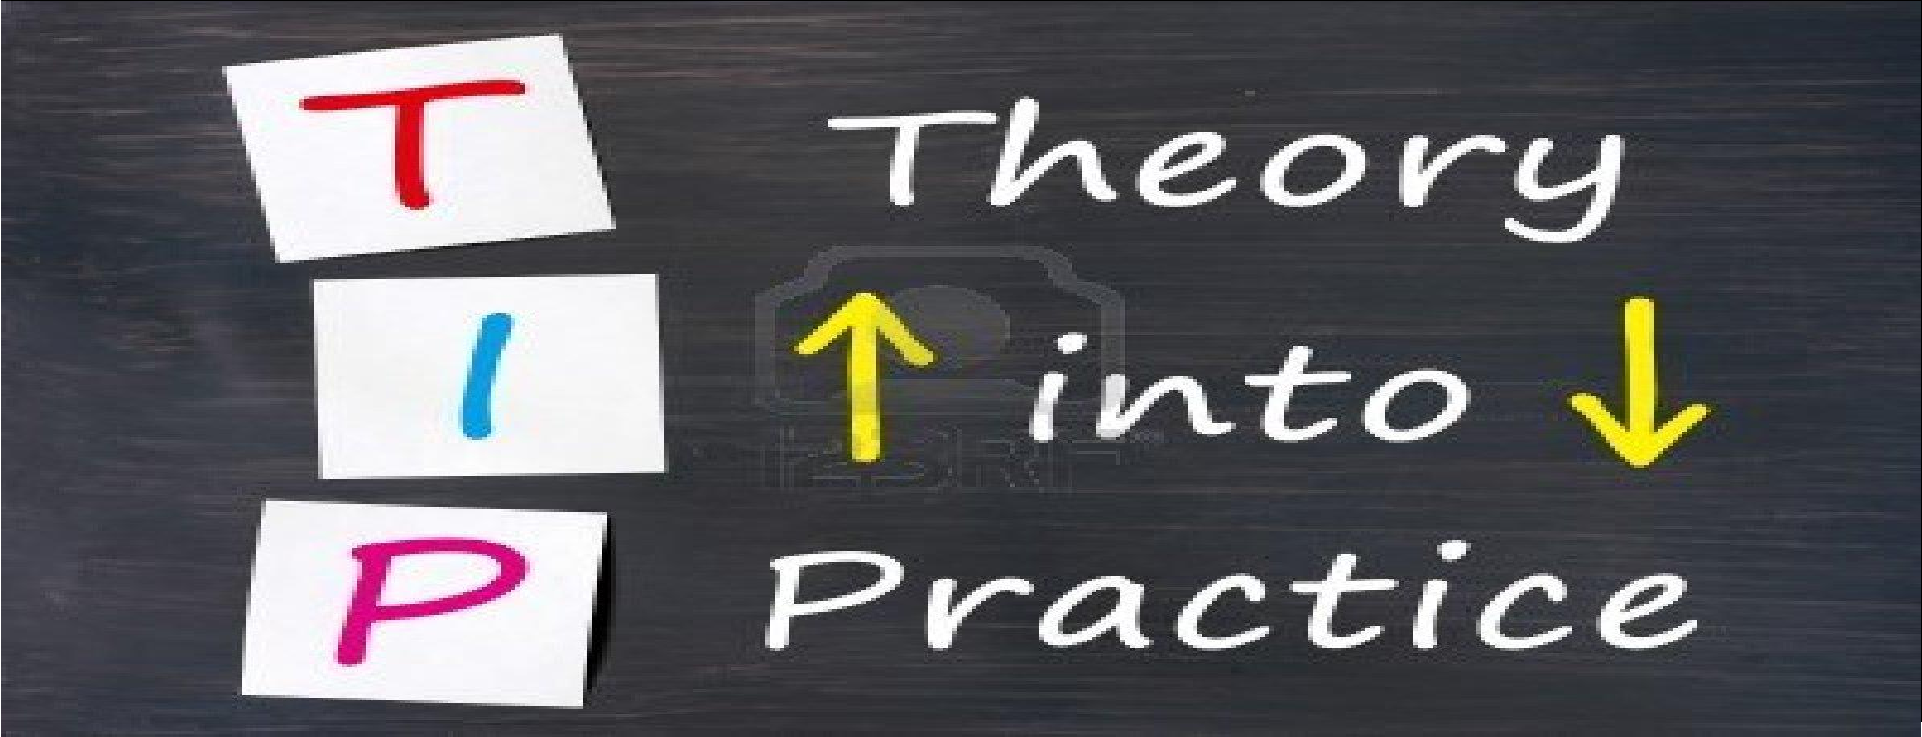 T Theory
I ↑ into ↓
P Practice